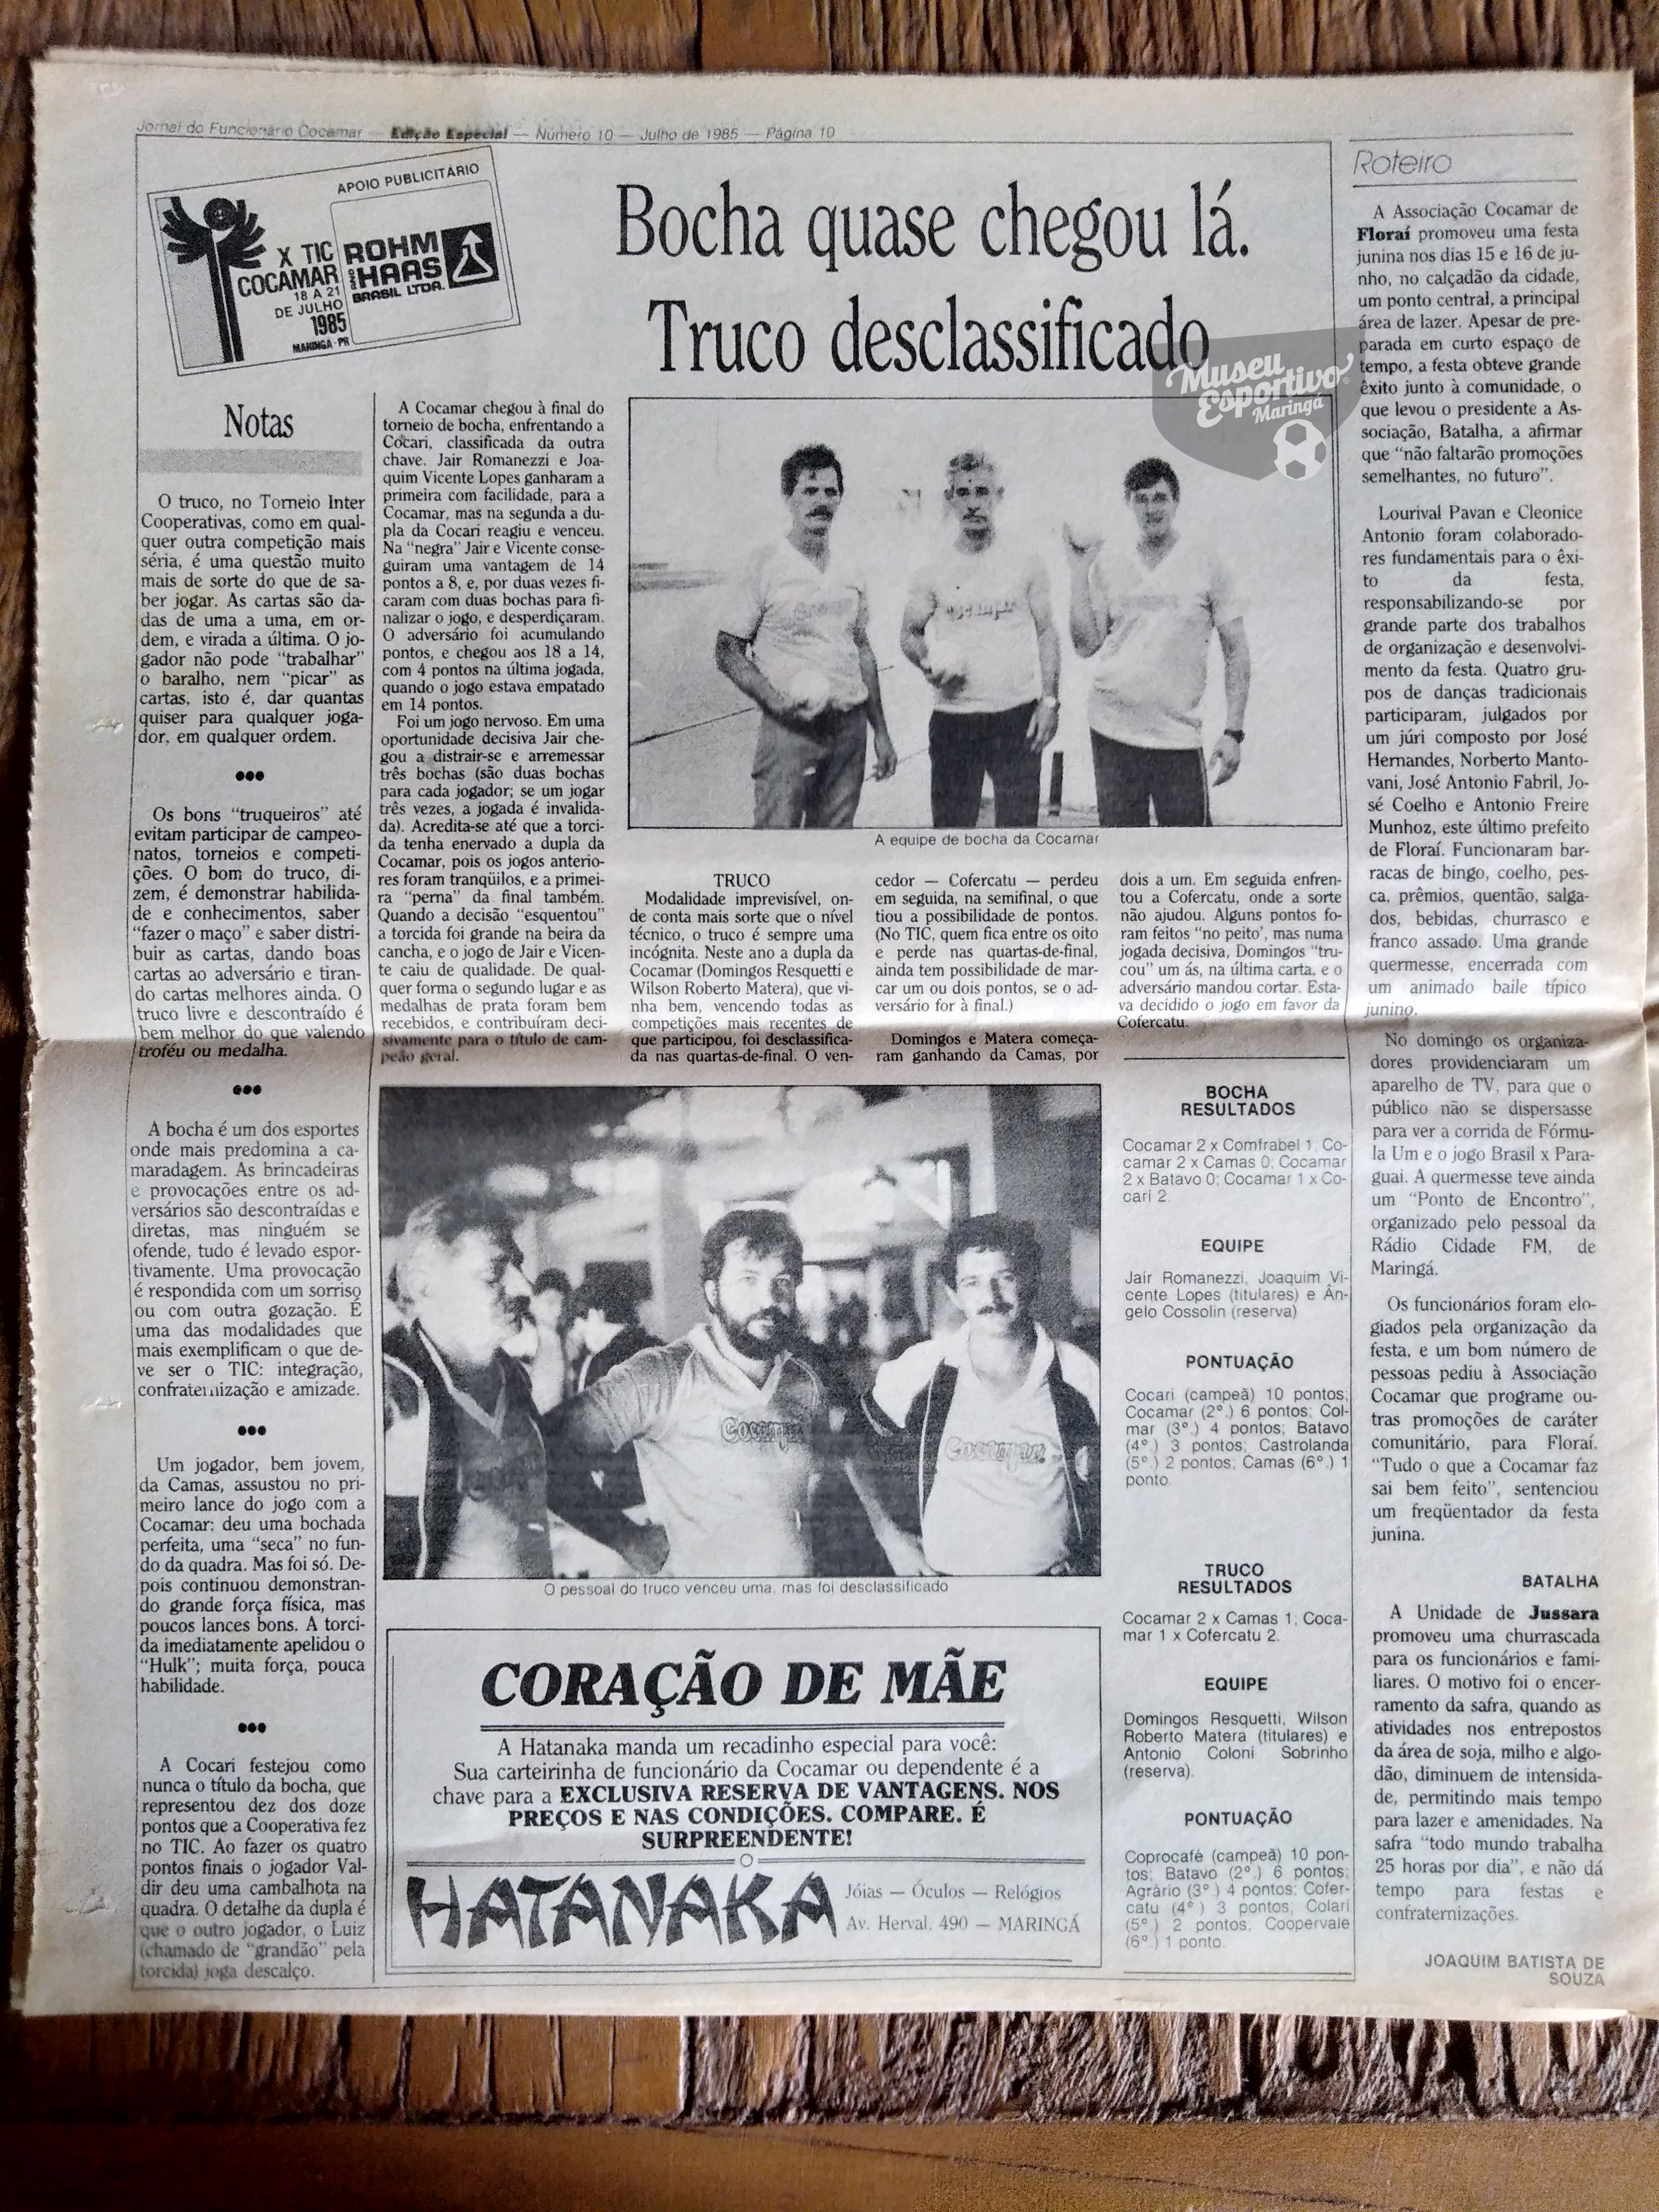 Jornal do Funcionário Cocamar — Edição Especial — Número 10 — Julho de 1985 — Página 10
APOIO PUBLICITÁRIO
X TIC
COCAMAR
18 A 21
DE JULHO
1985
MARINGÁ-PR
ROHM
AND HAAS
BRASIL LTDA.
Bocha quase chegou lá.
Truco desclassificado
Museu
Esportivo
Maringá
Notas
O truco, no Torneio Inter
Cooperativas, como em qual-
quer outra competição mais
séria, é uma questão muito
mais de sorte do que de sa-
ber jogar. As cartas são da-
das de uma a uma, em or-
dem, e virada a última. O jo-
gador não pode “trabalhar”
o baralho, nem “picar” as
cartas, isto é, dar quantas
quiser para qualquer joga-
dor, em qualquer ordem.
●●●
Os bons “truqueiros” até
evitam participar de campeo-
natos, torneios e competi-
ções. O bom do truco, di-
zem, é demonstrar habilida-
de e conhecimentos, saber
“fazer o maço” e saber distri-
buir as cartas, dando boas
cartas ao adversário e tiran-
do cartas melhores ainda. O
truco livre e descontraído é
bem melhor do que valendo
troféu ou medalha.
●●●
A bocha é um dos esportes
onde mais predomina a ca-
maradagem. As brincadeiras
e provocações entre os ad-
versários são descontraídas e
diretas, mas ninguém se
ofende, tudo é levado espor-
tivamente. Uma provocação
é respondida com um sorriso
ou com outra gozação. É
uma das modalidades que
mais exemplificam o que de-
ve ser o TIC: integração,
confraternização e amizade.
●●●
Um jogador, bem jovem,
da Camas, assustou no pri-
meiro lance do jogo com a
Cocamar: deu uma bochada
perfeita, uma “seca” no fun-
do da quadra. Mas foi só. De-
pois continuou demonstran-
do grande força física, mas
poucos lances bons. A torci-
da imediatamente apelidou o
“Hulk”; muita força, pouca
habilidade.
●●●
A Cocari festejou como
nunca o título da bocha, que
representou dez dos doze
pontos que a Cooperativa fez
no TIC. Ao fazer os quatro
pontos finais o jogador Val-
dir deu uma cambalhota na
quadra. O detalhe da dupla é
que o outro jogador, o Luiz
(chamado de “grandão” pela
torcida) joga descalço.
A Cocamar chegou à final do
torneio de bocha, enfrentando a
Cocari, classificada da outra
chave. Jair Romanezzi e Joa-
quim Vicente Lopes ganharam a
primeira com facilidade, para a
Cocamar, mas na segunda a du-
pla da Cocari reagiu e venceu.
Na “negra” Jair e Vicente conse-
guiram uma vantagem de 14
pontos a 8, e, por duas vezes fi-
caram com duas bochas para fi-
nalizar o jogo, e desperdiçaram.
O adversário foi acumulando
pontos, e chegou aos 18 a 14,
com 4 pontos na última jogada,
quando o jogo estava empatado
em 14 pontos.
Foi um jogo nervoso. Em uma
oportunidade decisiva Jair che-
gou a distrair-se e arremessar
três bochas (são duas bochas
para cada jogador; se um jogar
três vezes, a jogada é invalida-
da). Acredita-se até que a torci-
da tenha enervado a dupla da
Cocamar, pois os jogos anterio-
res foram tranqüilos, e a primei-
ra “perna” da final também.
Quando a decisão “esquentou”
a torcida foi grande na beira da
cancha, e o jogo de Jair e Vicen-
te caiu de qualidade. De qual-
quer forma o segundo lugar e as
medalhas de prata foram bem
recebidos, e contribuíram deci-
sivamente para o título de cam-
peão geral.
A equipe de bocha da Cocamar
TRUCO
Modalidade imprevisível, on-
de conta mais sorte que o nível
técnico, o truco é sempre uma
incógnita. Neste ano a dupla da
Cocamar (Domingos Resquetti e
Wilson Roberto Matera), que vi-
nha bem, vencendo todas as
competições mais recentes de
que participou, foi desclassifica-
da nas quartas-de-final. O ven-
cedor — Cofercatu — perdeu
em seguida, na semifinal, o que
tiou a possibilidade de pontos.
(No TIC, quem fica entre os oito
e perde nas quartas-de-final,
ainda tem possibilidade de mar-
car um ou dois pontos, se o ad-
versário for à final.)
Domingos e Matera começa-
ram ganhando da Camas, por
dois a um. Em seguida enfren-
tou a Cofercatu, onde a sorte
não ajudou. Alguns pontos fo-
ram feitos “no peito’, mas numa
jogada decisiva, Domingos “tru-
cou” um ás, na última carta, e o
adversário mandou cortar. Esta-
va decidido o jogo em favor da
Cofercatu.
Cocamar
Cocamar
O pessoal do truco venceu uma, mas foi desclassificado
CORAÇÃO DE MÃE
A Hatanaka manda um recadinho especial para você:
Sua carteirinha de funcionário da Cocamar ou dependente é a
chave para a EXCLUSIVA RESERVA DE VANTAGENS. NOS
PREÇOS E NAS CONDIÇÕES. COMPARE. É
SURPREENDENTE!
HATANAKA
Jóias — Óculos — Relógios
Av. Herval, 490 — MARINGÁ
BOCHA
RESULTADOS
Cocamar 2 x Comfrabel 1; Co-
camar 2 x Camas 0; Cocamar
2 x Batavo 0; Cocamar 1 x Co-
cari 2.
EQUIPE
Jair Romanezzi, Joaquim Vi-
cente Lopes (titulares) e Ân-
gelo Cossolin (reserva)
PONTUAÇÃO
Cocari (campeã) 10 pontos;
Cocamar (2º.) 6 pontos; Col-
mar (3º.) 4 pontos; Batavo
(4º.) 3 pontos; Castrolanda
(5º.) 2 pontos; Camas (6º.) 1
ponto.
TRUCO
RESULTADOS
Cocamar 2 x Camas 1; Coca-
mar 1 x Cofercatu 2.
EQUIPE
Domingos Resquetti, Wilson
Roberto Matera (titulares) e
Antonio Coloni Sobrinho
(reserva).
PONTUAÇÃO
Coprocafé (campeã) 10 pon-
tos; Batavo (2º.) 6 pontos;
Agrário (3º.) 4 pontos; Cofer-
catu (4º.) 3 pontos; Colari
(5º.) 2 pontos; Coopervale
(6º.) 1 ponto.
Roteiro
A Associação Cocamar de
Floraí promoveu uma festa
junina nos dias 15 e 16 de ju-
nho, no calçadão da cidade,
um ponto central, a principal
área de lazer. Apesar de pre-
parada em curto espaço de
tempo, a festa obteve grande
êxito junto à comunidade, o
que levou o presidente a As-
sociação, Batalha, a afirmar
que “não faltarão promoções
semelhantes, no futuro”.
Lourival Pavan e Cleonice
Antonio foram colaborado-
res fundamentais para o êxi-
to da festa,
responsabilizando-se por
grande parte dos trabalhos
de organização e desenvolvi-
mento da festa. Quatro gru-
pos de danças tradicionais
participaram, julgados por
um júri composto por José
Hernandes, Norberto Manto-
vani, José Antonio Fabril, Jo-
sé Coelho e Antonio Freire
Munhoz, este último prefeito
de Floraí. Funcionaram bar-
racas de bingo, coelho, pes-
ca, prêmios, quentão, salga-
dos, bebidas, churrasco e
franco assado. Uma grande
quermesse, encerrada com
um animado baile típico
junino.
No domingo os organiza-
dores providenciaram um
aparelho de TV, para que o
público não se dispersasse
para ver a corrida de Fórmu-
la Um e o jogo Brasil x Para-
guai. A quermesse teve ainda
um “Ponto de Encontro”,
organizado pelo pessoal da
Rádio Cidade FM, de
Maringá.
Os funcionários foram elo-
giados pela organização da
festa, e um bom número de
pessoas pediu à Associação
Cocamar que programe ou-
tras promoções de caráter
comunitário, para Floraí.
“Tudo o que a Cocamar faz
sai bem feito”, sentenciou
um freqüentador da festa
junina.
BATALHA
A Unidade de Jussara
promoveu uma churrascada
para os funcionários e fami-
liares. O motivo foi o encer-
ramento da safra, quando as
atividades nos entrepostos
da área de soja, milho e algo-
dão, diminuem de intensida-
de, permitindo mais tempo
para lazer e amenidades. Na
safra “todo mundo trabalha
25 horas por dia”, e não dá
tempo para festas e
confraternizações.
JOAQUIM BATISTA DE
SOUZA